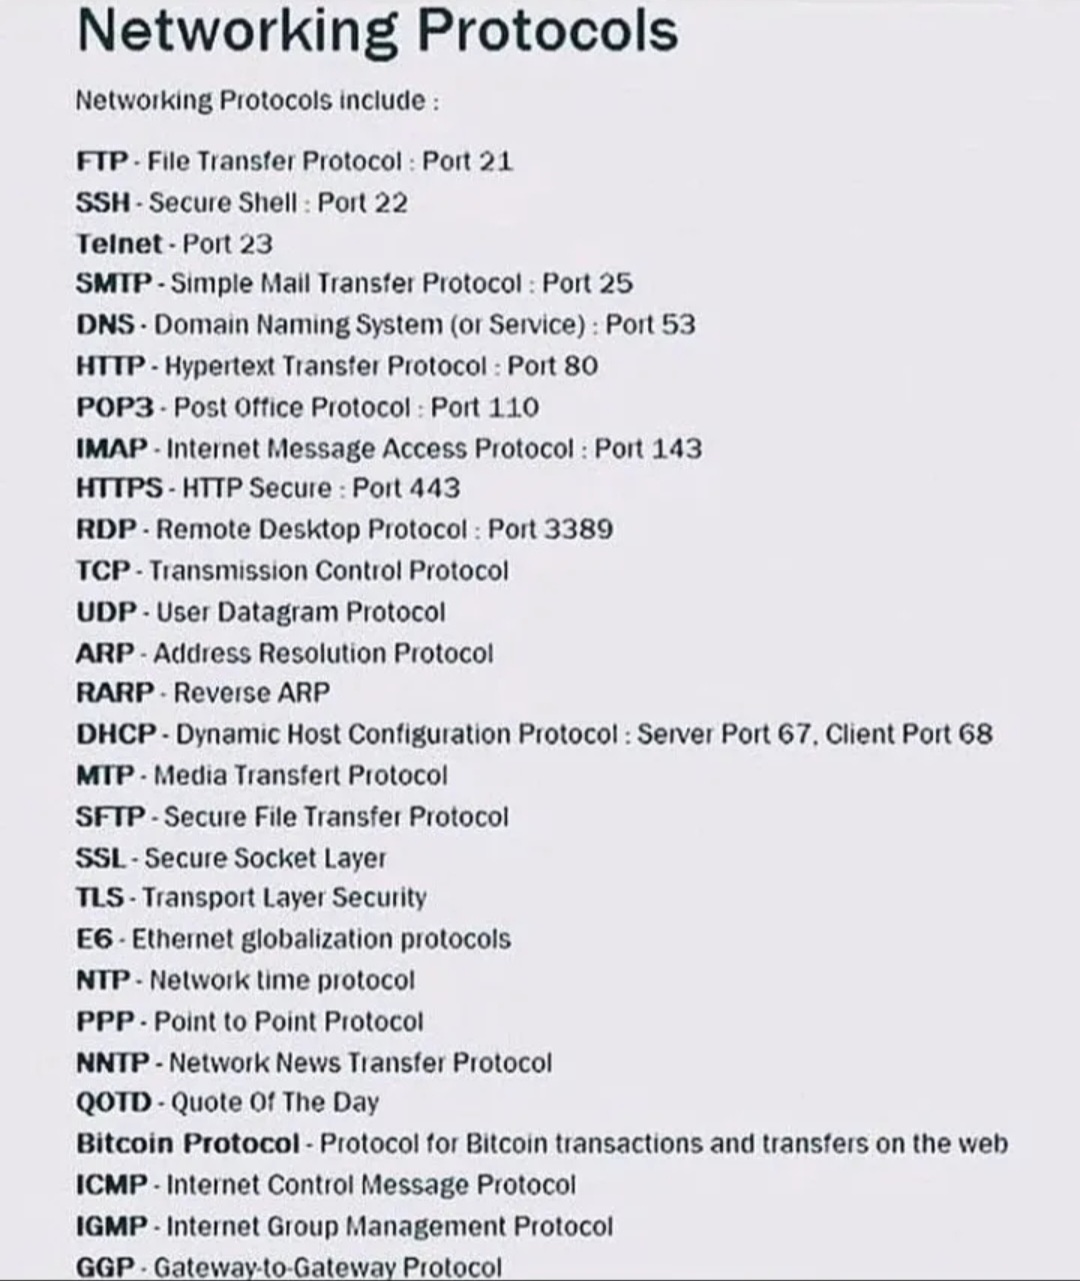 Networking Protocols
Networking Protocols include :
FTP - File Transfer Protocol : Port 21
SSH - Secure Shell : Port 22
Telnet - Port 23
SMTP - Simple Mail Transfer Protocol : Port 25
DNS - Domain Naming System (or Service) : Port 53
HTTP - Hypertext Transfer Protocol : Port 80
POP3 - Post Office Protocol : Port 110
IMAP - Internet Message Access Protocol : Port 143
HTTPS - HTTP Secure : Port 443
RDP - Remote Desktop Protocol : Port 3389
TCP - Transmission Control Protocol
UDP - User Datagram Protocol
ARP - Address Resolution Protocol
RARP - Reverse ARP
DHCP - Dynamic Host Configuration Protocol : Server Port 67, Client Port 68
MTP - Media Transfert Protocol
SFTP - Secure File Transfer Protocol
SSL - Secure Socket Layer
TLS - Transport Layer Security
E6 - Ethernet globalization protocols
NTP - Network time protocol
PPP - Point to Point Protocol
NNTP - Network News Transfer Protocol
QOTD - Quote Of The Day
Bitcoin Protocol - Protocol for Bitcoin transactions and transfers on the web
ICMP - Internet Control Message Protocol
IGMP - Internet Group Management Protocol
GGP - Gateway-to-Gateway Protocol